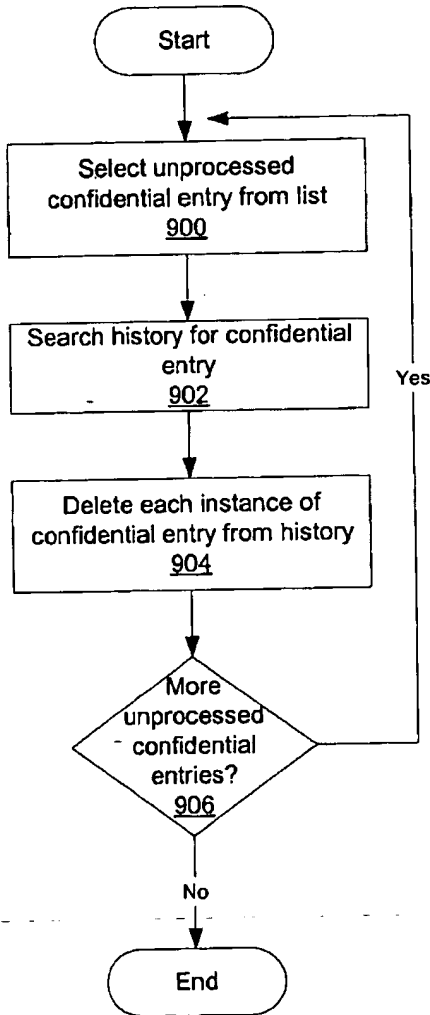 Start
Select unprocessed
confidential entry from list
900
Search history for confidential
entry
902
Yes
Delete each instance of
confidential entry from history
904
More
unprocessed
confidential
entries?
906
No
End